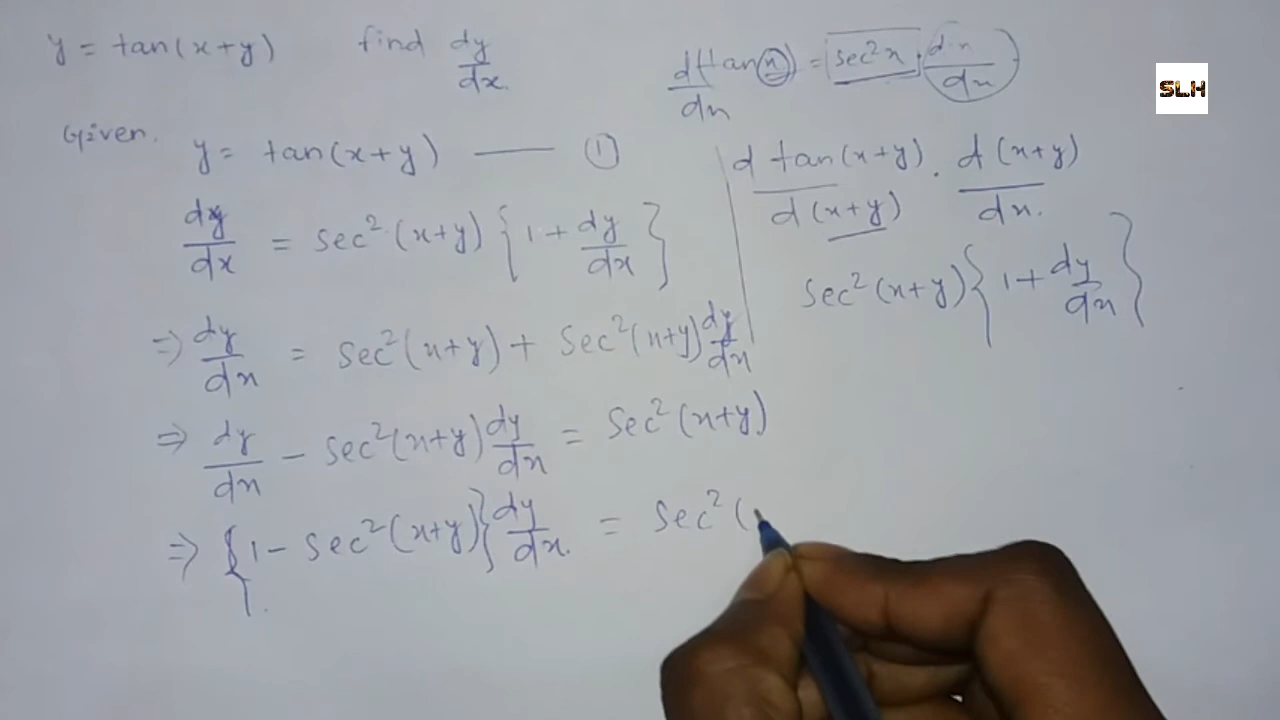 y = tan(x+y) find dy/dx.
d(tan(x))/dx = sec²x · dx/dx
SLH
Given.
y = tan(x+y) —— ①
dy/dx = sec²(x+y) {1 + dy/dx}
⇒ dy/dx = sec²(x+y) + sec²(x+y) dy/dx
⇒ dy/dx − sec²(x+y) dy/dx = sec²(x+y)
⇒ {1 − sec²(x+y)} dy/dx. = sec²(
d tan(x+y)/d(x+y) · d(x+y)/dx.
sec²(x+y) {1 + dy/dx}